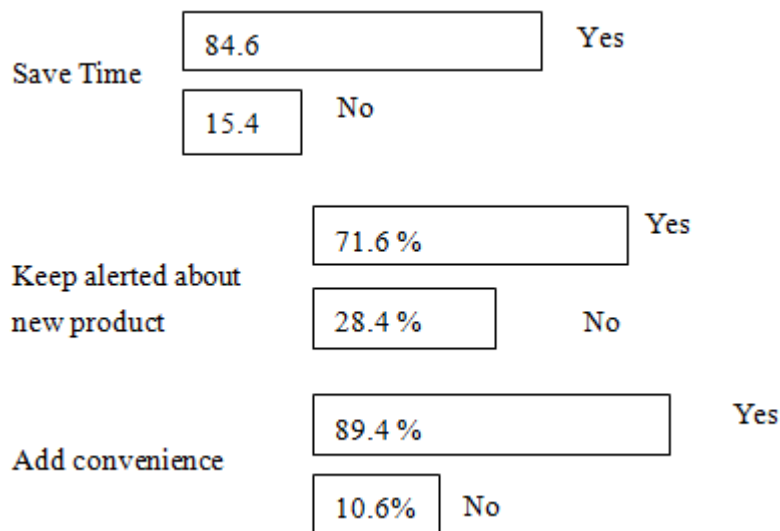 84.6 Yes
Save Time
15.4 No
71.6 % Yes
Keep alerted about
new product
28.4 % No
89.4 % Yes
Add convenience
10.6% No